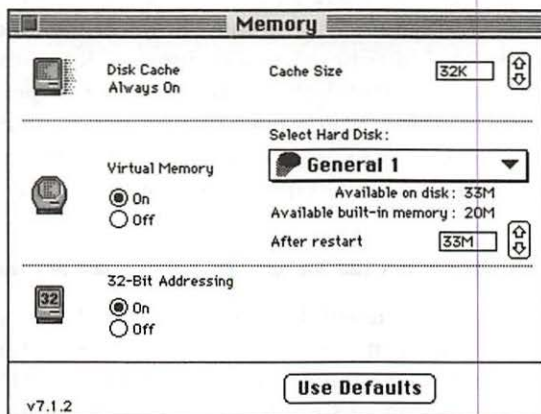 Memory
Disk Cache
Always On
Cache Size
32K
Select Hard Disk:
General 1
Virtual Memory
On
Off
Available on disk: 33M
Available built-in memory: 20M
After restart
33M
32-Bit Addressing
32
On
Off
Use Defaults
v7.1.2